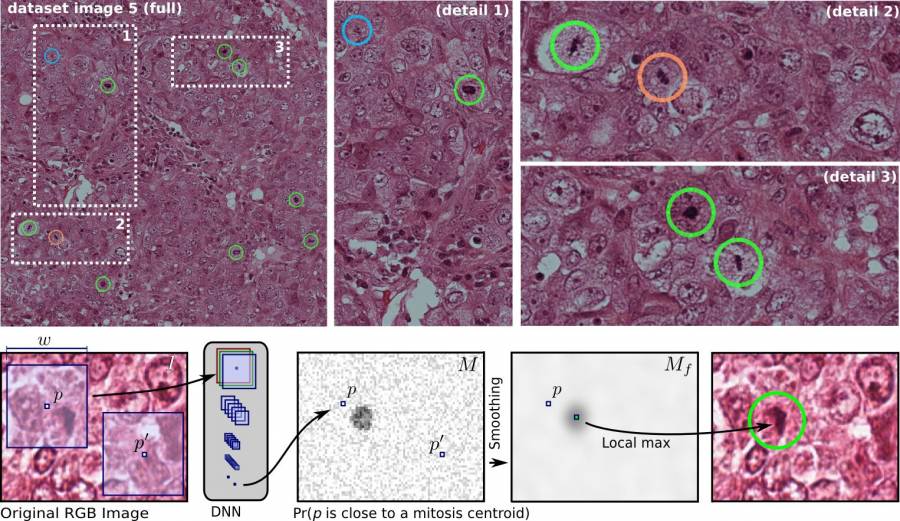 dataset image 5 (full)
1
3
2
(detail 1)
(detail 2)
(detail 3)
w
i
p
p′
Original RGB Image
DNN
M
p
p′
Pr(p is close to a mitosis centroid)
Smoothing
M_f
p
Local max